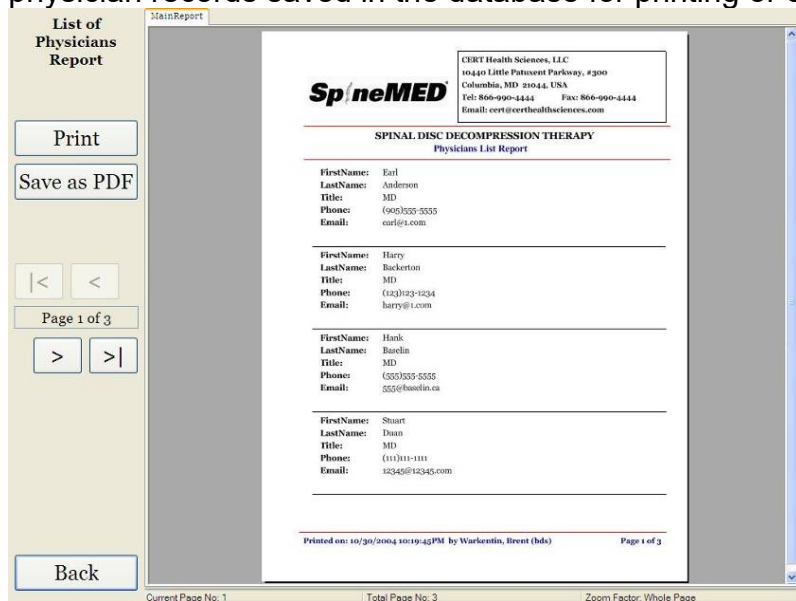 physician records saved in the database for printing or
List of
Physicians
Report
Print
Save as PDF
|<
<
Page 1 of 3
>
>|
Back
MainReport
SpineMED
CERT Health Sciences, LLC
10440 Little Patuxent Parkway, #300
Columbia, MD 21044, USA
Tel: 866-990-4444 Fax: 866-990-4444
Email: cert@certhealthsciences.com
SPINAL DISC DECOMPRESSION THERAPY
Physicians List Report
FirstName: Earl
LastName: Anderson
Title: MD
Phone: (905)555-5555
Email: earl@1.com
FirstName: Harry
LastName: Backerton
Title: MD
Phone: (123)123-1234
Email: harry@1.com
FirstName: Hank
LastName: Baselin
Title: MD
Phone: (555)555-5555
Email: 555@baselin.ca
FirstName: Stuart
LastName: Duan
Title: MD
Phone: (111)111-1111
Email: 12345@12345.com
Printed on: 10/30/2004 10:19:45PM by Warkentin, Brent (hds) Page 1 of 3
Current Page No: 1 Total Page No: 3 Zoom Factor: Whole Page